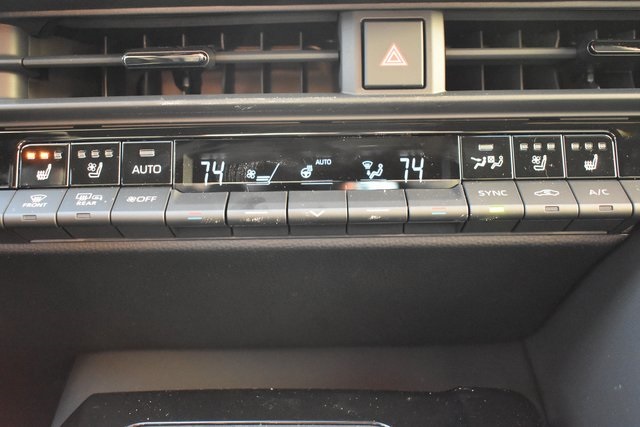 AUTO 74 AUTO 74
FRONT REAR OFF SYNC A/C